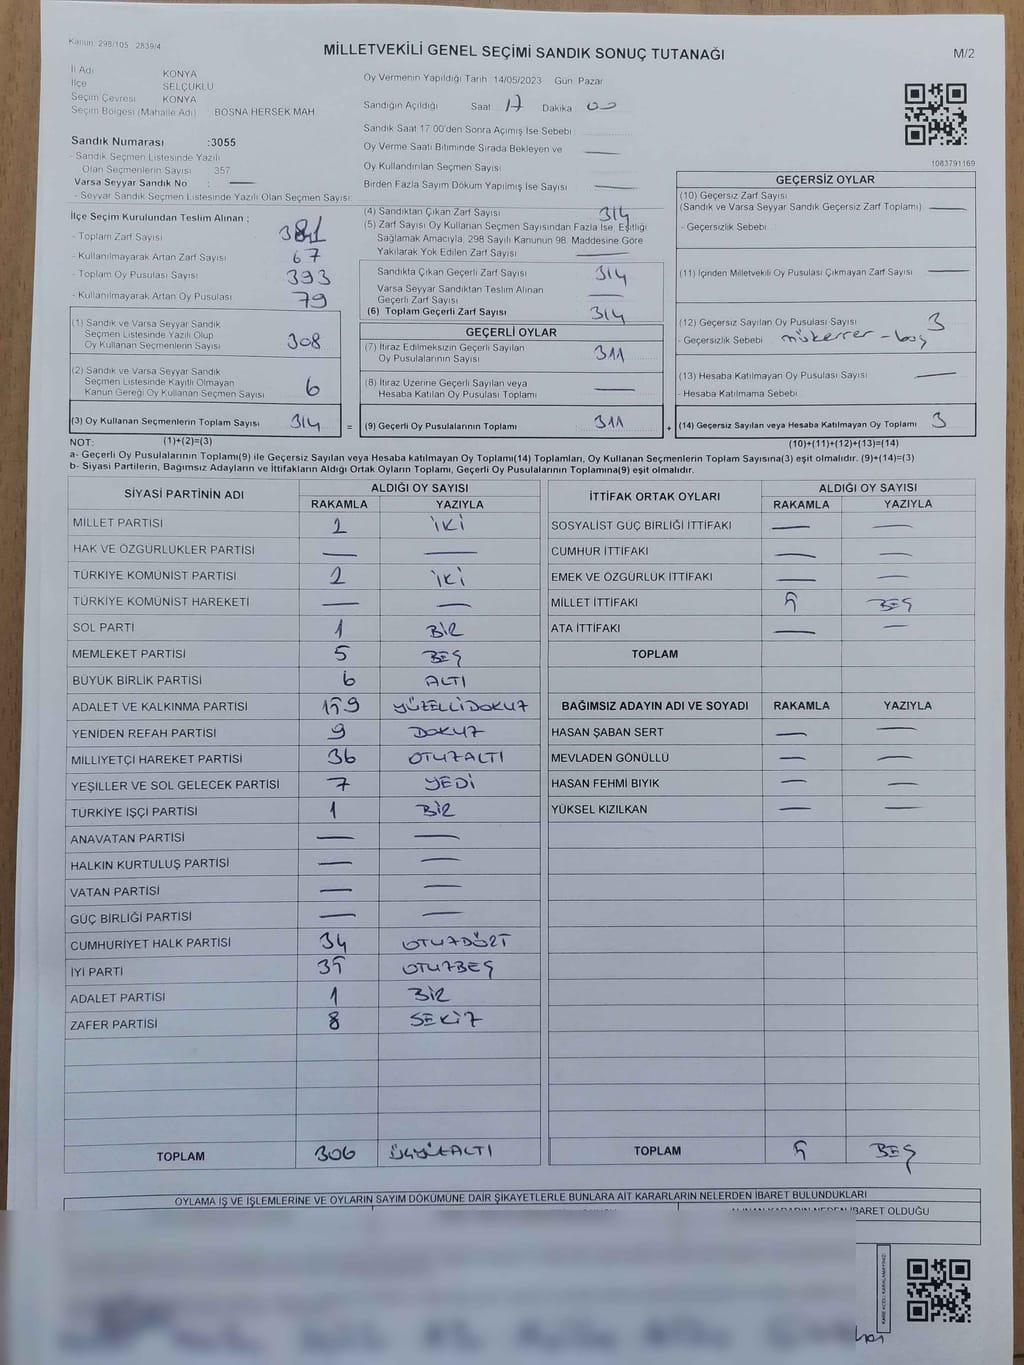 Kanun: 298/105 2839/4
MİLLETVEKİLİ GENEL SEÇİMİ SANDIK SONUÇ TUTANAĞI
M/2
İl Adı KONYA
İlçe SELÇUKLU
Seçim Çevresi KONYA
Seçim Bölgesi (Mahalle Adı) BOSNA HERSEK MAH
Oy Vermenin Yapıldığı Tarih 14/05/2023 Gün Pazar
Sandığın Açıldığı Saat 17 Dakika 00
Sandık Saat 17 00'den Sonra Açımış İse Sebebi
Oy Verme Saati Bitiminde Sırada Bekleyen ve —
Oy Kullandırılan Seçmen Sayısı
Birden Fazla Sayım Döküm Yapılmış İse Sayısı —
1083791169
Sandık Numarası :3055
- Sandık Seçmen Listesinde Yazılı
Olan Seçmenlerin Sayısı 357
Varsa Seyyar Sandık No : —
- Seyyar Sandık Seçmen Listesinde Yazılı Olan Seçmen Sayısı:
İlçe Seçim Kurulundan Teslim Alınan :
- Toplam Zarf Sayısı 381
- Kullanılmayarak Artan Zarf Sayısı 67
- Toplam Oy Pusulası Sayısı 393
- Kullanılmayarak Artan Oy Pusulası 79
(1) Sandık ve Varsa Seyyar Sandık
Seçmen Listesinde Yazılı Olup
Oy Kullanan Seçmenlerin Sayısı 308
(2) Sandık ve Varsa Seyyar Sandık
Seçmen Listesinde Kayıtlı Olmayan
Kanun Gereği Oy Kullanan Seçmen Sayısı 6
(3) Oy Kullanan Seçmenlerin Toplam Sayısı 314 =
(4) Sandıktan Çıkan Zarf Sayısı 314
(5) Zarf Sayısı Oy Kullanan Seçmen Sayısından Fazla İse, Eşitliği
Sağlamak Amacıyla, 298 Sayılı Kanunun 98. Maddesine Göre
Yakılarak Yok Edilen Zarf Sayısı —
Sandıkta Çıkan Geçerli Zarf Sayısı 314
Varsa Seyyar Sandıktan Teslim Alınan
Geçerli Zarf Sayısı —
(6) Toplam Geçerli Zarf Sayısı 314
GEÇERLİ OYLAR
(7) İtiraz Edilmeksizin Geçerli Sayılan
Oy Pusulalarının Sayısı 311
(8) İtiraz Üzerine Geçerli Sayılan veya
Hesaba Katılan Oy Pusulası Toplamı —
(9) Geçerli Oy Pusulalarının Toplamı 311 +
GEÇERSİZ OYLAR
(10) Geçersiz Zarf Sayısı
(Sandık ve Varsa Seyyar Sandık Geçersiz Zarf Toplamı) —
- Geçersizlik Sebebi
(11) İçinden Milletvekili Oy Pusulası Çıkmayan Zarf Sayısı —
(12) Geçersiz Sayılan Oy Pusulası Sayısı 3
- Geçersizlik Sebebi mükerrer - boş
(13) Hesaba Katılmayan Oy Pusulası Sayısı —
- Hesaba Katılmama Sebebi
(14) Geçersiz Sayılan veya Hesaba Katılmayan Oy Toplamı 3
NOT: (1)+(2)=(3)
(10)+(11)+(12)+(13)=(14)
a- Geçerli Oy Pusulalarının Toplamı(9) ile Geçersiz Sayılan veya Hesaba katılmayan Oy Toplamı(14) Toplamları, Oy Kullanan Seçmenlerin Toplam Sayısına(3) eşit olmalıdır. (9)+(14)=(3)
b- Siyasi Partilerin, Bağımsız Adayların ve İttifakların Aldığı Ortak Oyların Toplamı, Geçerli Oy Pusulalarının Toplamına(9) eşit olmalıdır.
SİYASİ PARTİNİN ADI ALDIĞI OY SAYISI
RAKAMLA YAZIYLA
MİLLET PARTİSİ 2 İKİ
HAK VE ÖZGÜRLÜKLER PARTİSİ — —
TÜRKİYE KOMÜNİST PARTİSİ 2 İKİ
TÜRKİYE KOMÜNİST HAREKETİ — —
SOL PARTİ 1 BİR
MEMLEKET PARTİSİ 5 BEŞ
BÜYÜK BİRLİK PARTİSİ 6 ALTI
ADALET VE KALKINMA PARTİSİ 159 YÜZELLİDOKUZ
YENİDEN REFAH PARTİSİ 9 DOKUZ
MİLLİYETÇİ HAREKET PARTİSİ 36 OTUZALTI
YEŞİLLER VE SOL GELECEK PARTİSİ 7 YEDİ
TÜRKİYE İŞÇİ PARTİSİ 1 BİR
ANAVATAN PARTİSİ — —
HALKIN KURTULUŞ PARTİSİ — —
VATAN PARTİSİ — —
GÜÇ BİRLİĞİ PARTİSİ — —
CUMHURİYET HALK PARTİSİ 34 OTUZDÖRT
İYİ PARTİ 35 OTUZBEŞ
ADALET PARTİSİ 1 BİR
ZAFER PARTİSİ 8 SEKİZ
TOPLAM 306 ÜÇYÜZALTI
İTTİFAK ORTAK OYLARI ALDIĞI OY SAYISI
RAKAMLA YAZIYLA
SOSYALİST GÜÇ BİRLİĞİ İTTİFAKI — —
CUMHUR İTTİFAKI — —
EMEK VE ÖZGÜRLÜK İTTİFAKI — —
MİLLET İTTİFAKI 5 BEŞ
ATA İTTİFAKI — —
TOPLAM
BAĞIMSIZ ADAYIN ADI VE SOYADI RAKAMLA YAZIYLA
HASAN ŞABAN SERT — —
MEVLADEN GÖNÜLLÜ — —
HASAN FEHMİ BIYIK — —
YÜKSEL KIZILKAN — —
TOPLAM 5 BEŞ
OYLAMA İŞ VE İŞLEMLERİNE VE OYLARIN SAYIM DÖKÜMÜNE DAİR ŞİKAYETLERLE BUNLARA AİT KARARLARIN NELERDEN İBARET BULUNDUKLARI
ALINAN KARARIN NEDEN İBARET OLDUĞU